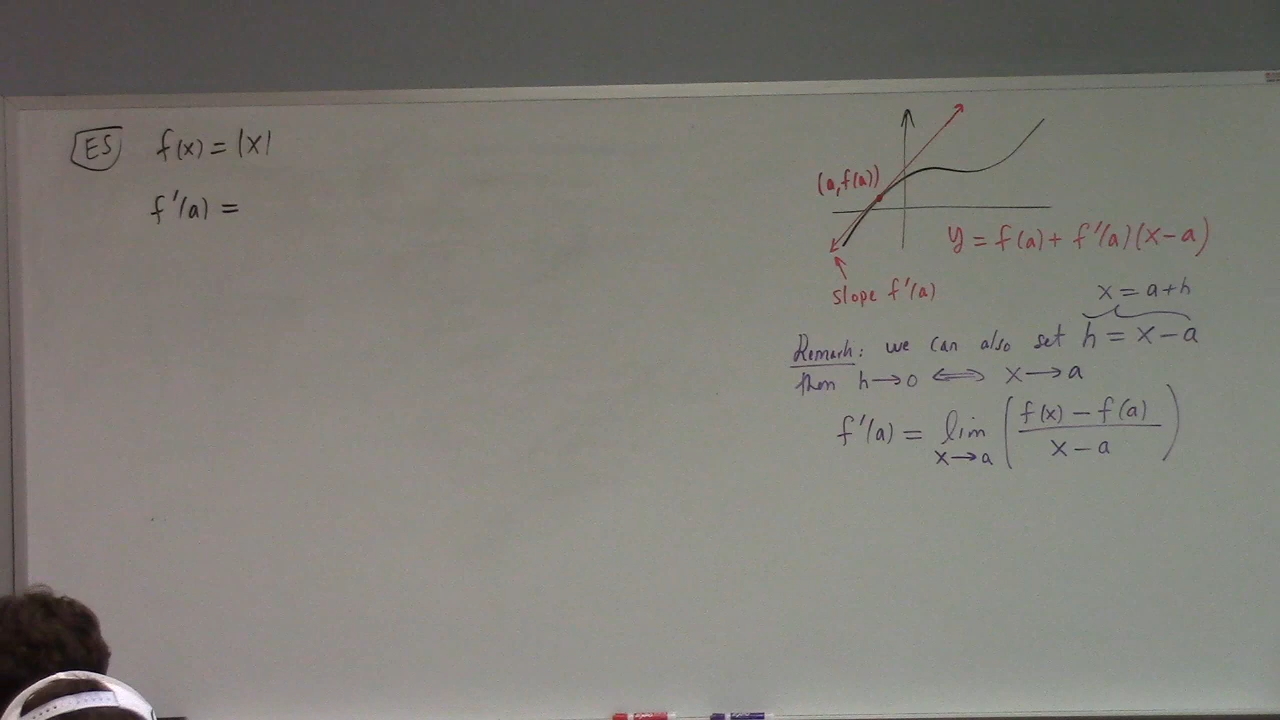 E5 f(x) = |x|
f'(a) =
(a, f(a))
y = f(a) + f'(a)(x-a)
slope f'(a)
x = a+h
Remark: we can also set h = x-a
then h→0 ⟺ x→a
f'(a) = lim x→a ( f(x) - f(a) / x-a )